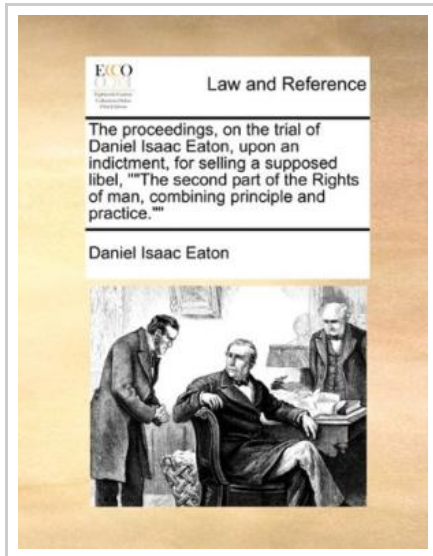 ECCO
Law and Reference
The proceedings, on the trial of
Daniel Isaac Eaton, upon an
indictment, for selling a supposed
libel, ""The second part of the Rights
of man, combining principle and
practice.""
Daniel Isaac Eaton